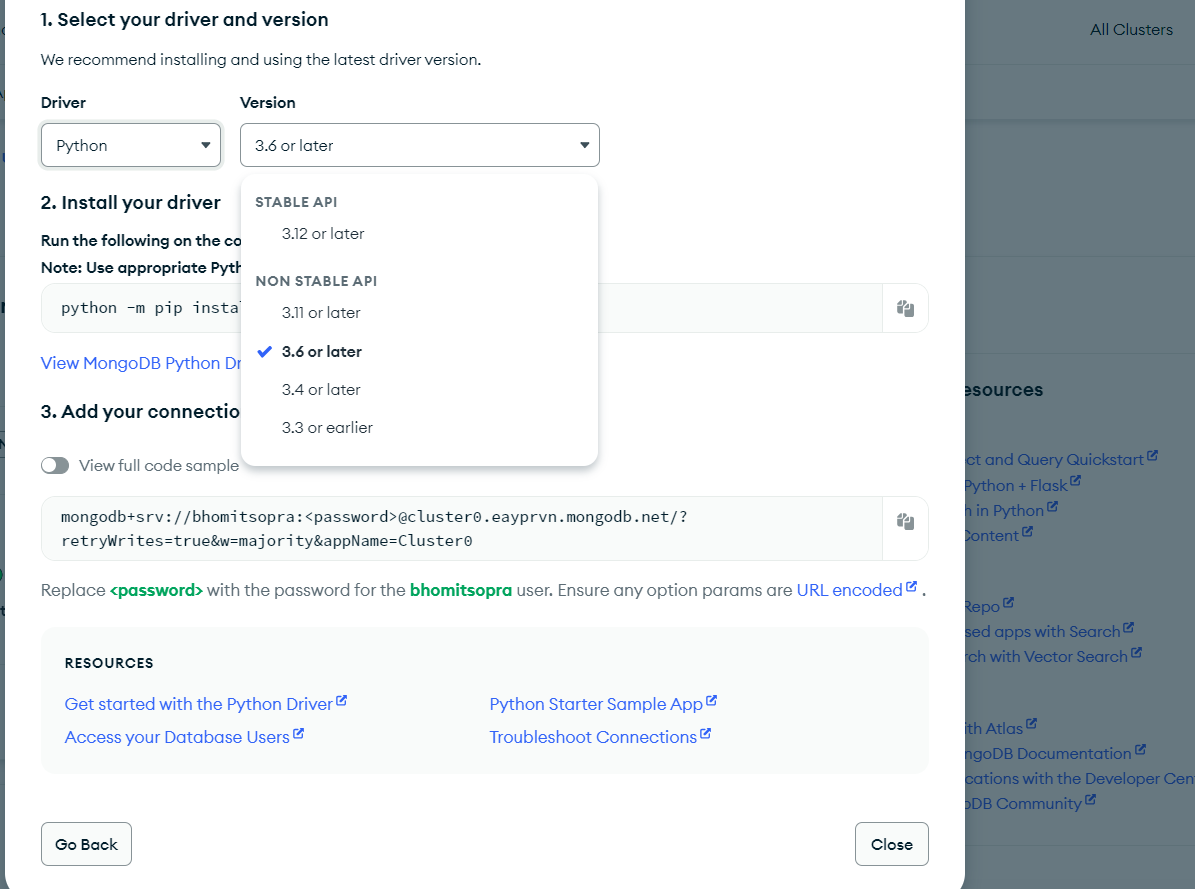 1. Select your driver and version
All Clusters
We recommend installing and using the latest driver version.
Driver
Version
Python
3.6 or later
STABLE API
3.12 or later
NON STABLE API
3.11 or later
3.6 or later
3.4 or later
3.3 or earlier
2. Install your driver
Run the following on the co
Note: Use appropriate Pyth
python -m pip instal
View MongoDB Python Dr
3. Add your connectio
View full code sample
mongodb+srv://bhomitsopra:<password>@cluster0.eayprvn.mongodb.net/?
retryWrites=true&w=majority&appName=Cluster0
Replace <password> with the password for the bhomitsopra user. Ensure any option params are URL encoded .
RESOURCES
Get started with the Python Driver
Python Starter Sample App
Access your Database Users
Troubleshoot Connections
Go Back
Close
esources
ct and Query Quickstart
Python + Flask
n in Python
Content
Repo
sed apps with Search
rch with Vector Search
ith Atlas
ngoDB Documentation
cations with the Developer Cen
oDB Community